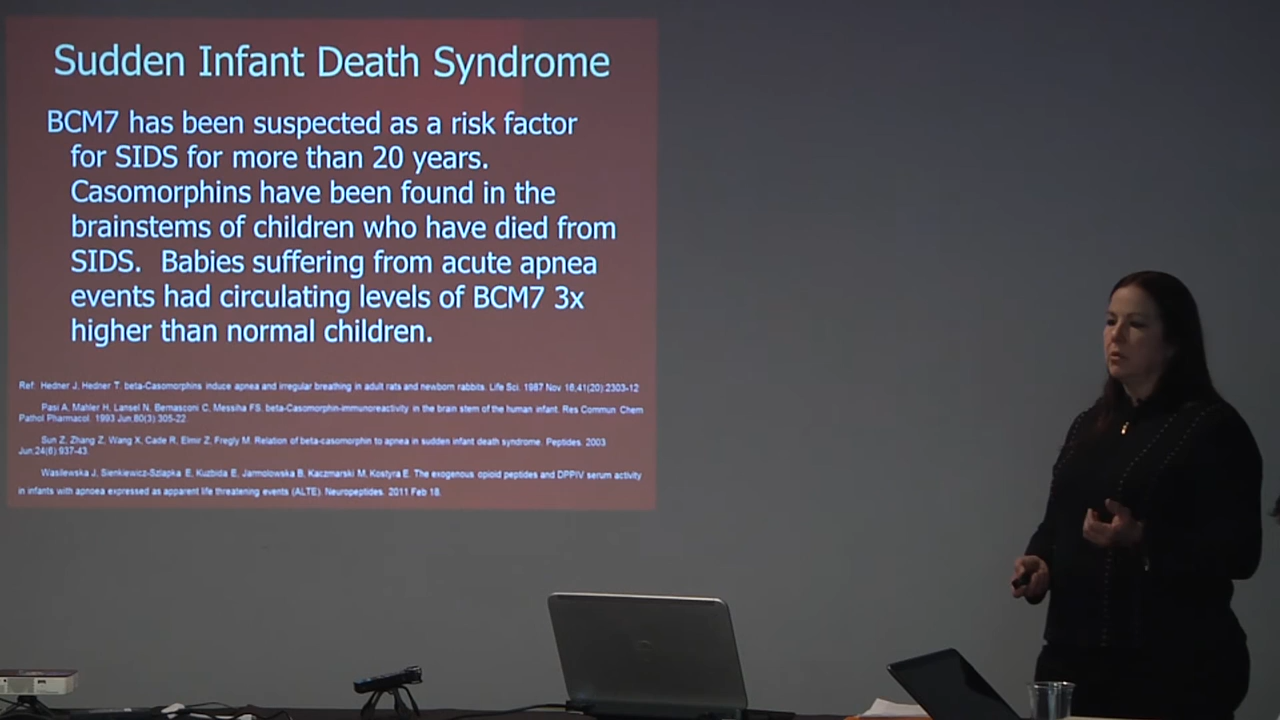 Sudden Infant Death Syndrome
BCM7 has been suspected as a risk factor
for SIDS for more than 20 years.
Casomorphins have been found in the
brainstems of children who have died from
SIDS. Babies suffering from acute apnea
events had circulating levels of BCM7 3x
higher than normal children.
Ref: Hedner J, Hedner T. beta-Casomorphins induce apnea and irregular breathing in adult rats and newborn rabbits. Life Sci. 1987 Nov 16;41(20):2303-12
Pasi A, Mahler H, Lansel N, Bernasconi C, Messiha FS. beta-Casomorphin-immunoreactivity in the brain stem of the human infant. Res Commun Chem
Pathol Pharmacol. 1993 Jun;80(3) 305-22.
Sun Z, Zhang Z, Wang X, Cade R, Elmir Z, Fregly M. Relation of beta-casomorphin to apnea in sudden infant death syndrome. Peptides. 2003
Jun;24(6):937-43.
Wasilewska J, Sienkiewicz-Szlapka E, Kuzbida E, Jarmolowska B, Kaczmarski M, Kostyra E. The exogenous opioid peptides and DPPIV serum activity
in infants with apnoea expressed as apparent life threatening events (ALTE). Neuropeptides. 2011 Feb 18.